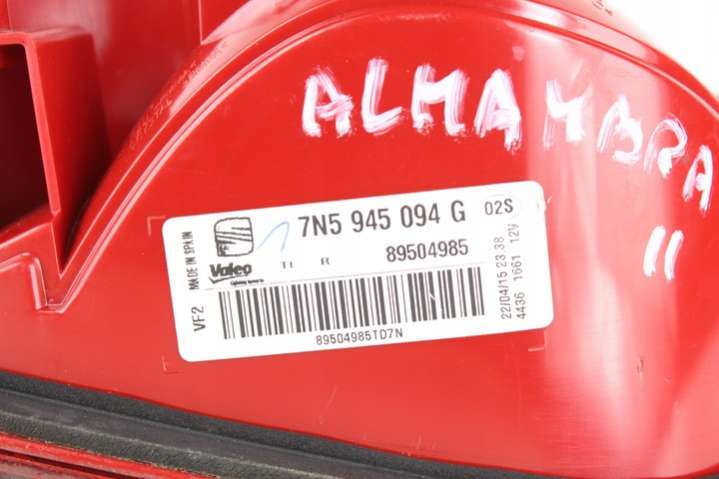 ALHAMBRA
II
7N5 945 094 G 02S
MADE IN SPAIN
Valeo
TI R 89504985
VF2
89504985TD7N
22/04/15 23 38
4436 1661 12V